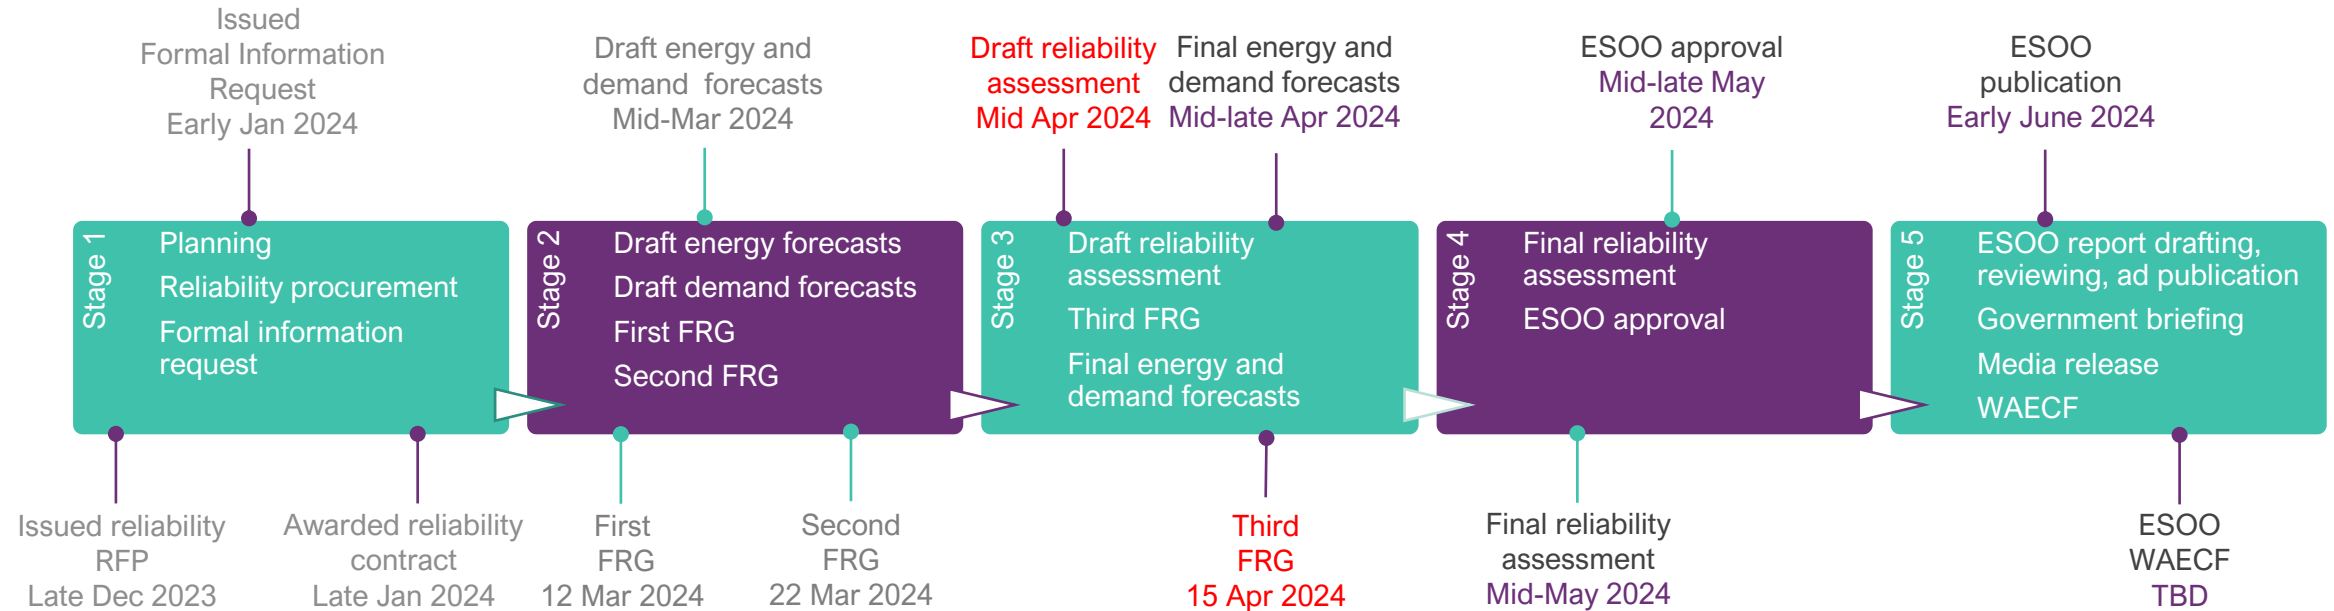 Issued
Formal Information
Request
Early Jan 2024
Draft energy and
demand forecasts
Mid-Mar 2024
Draft reliability
assessment
Mid Apr 2024
Final energy and
demand forecasts
Mid-late Apr 2024
ESOO approval
Mid-late May
2024
ESOO
publication
Early June 2024
Stage 1
Planning
Reliability procurement
Formal information
request
Stage 2
Draft energy forecasts
Draft demand forecasts
First FRG
Second FRG
Stage 3
Draft reliability
assessment
Third FRG
Final energy and
demand forecasts
Stage 4
Final reliability
assessment
ESOO approval
Stage 5
ESOO report drafting,
reviewing, ad publication
Government briefing
Media release
WAECF
Issued reliability
RFP
Late Dec 2023
Awarded reliability
contract
Late Jan 2024
First
FRG
12 Mar 2024
Second
FRG
22 Mar 2024
Third
FRG
15 Apr 2024
Final reliability
assessment
Mid-May 2024
ESOO
WAECF
TBD